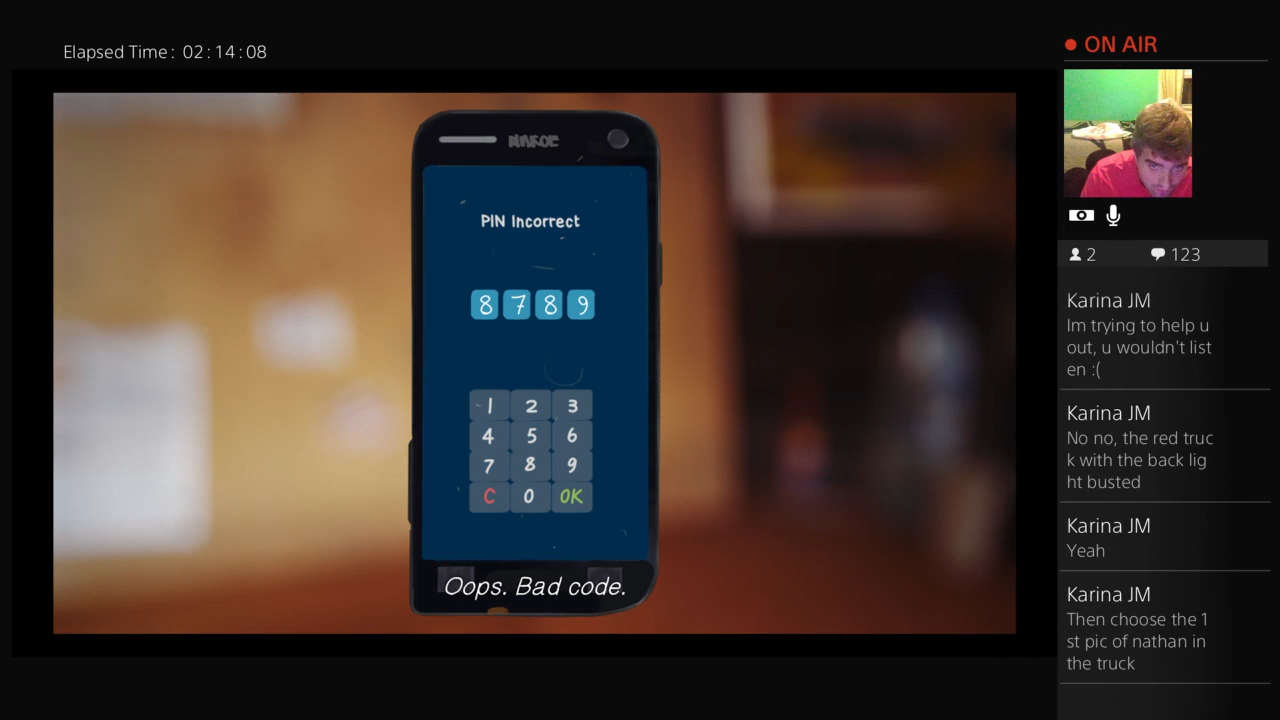 Elapsed Time: 02:14:08
ON AIR
2 123
PIN Incorrect
8 7 8 9
1 2 3
4 5 6
7 8 9
C 0 OK
Oops. Bad code.
Karina JM
Im trying to help u
out, u wouldn't list
en :(
Karina JM
No no, the red truc
k with the back lig
ht busted
Karina JM
Yeah
Karina JM
Then choose the 1
st pic of nathan in
the truck